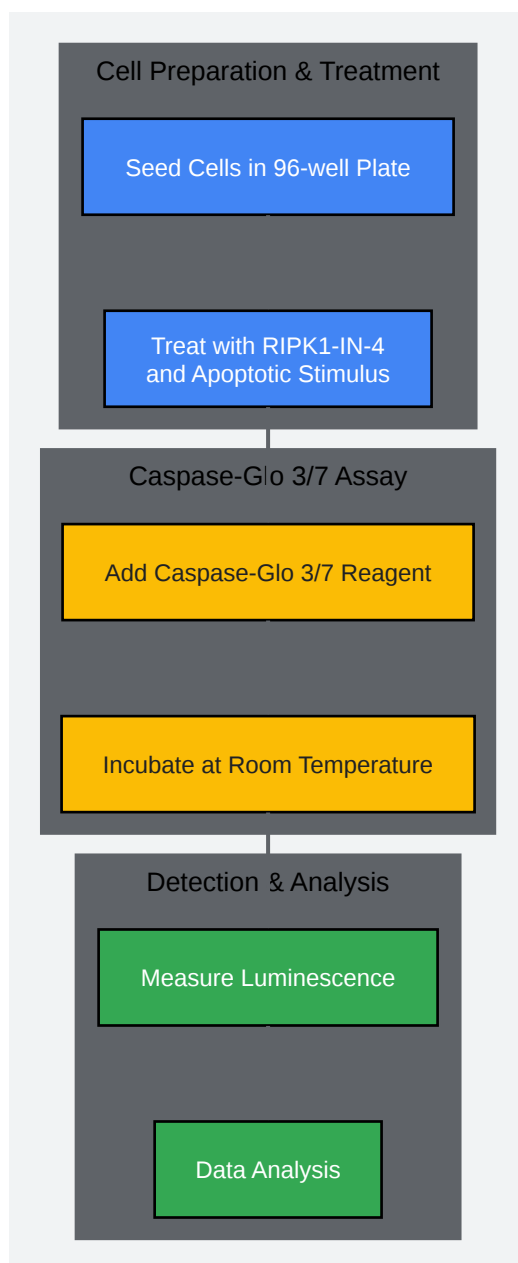 Cell Preparation & Treatment
Seed Cells in 96-well Plate
Treat with RIPK1-IN-4
and Apoptotic Stimulus
Caspase-Glo 3/7 Assay
Add Caspase-Glo 3/7 Reagent
Incubate at Room Temperature
Detection & Analysis
Measure Luminescence
Data Analysis